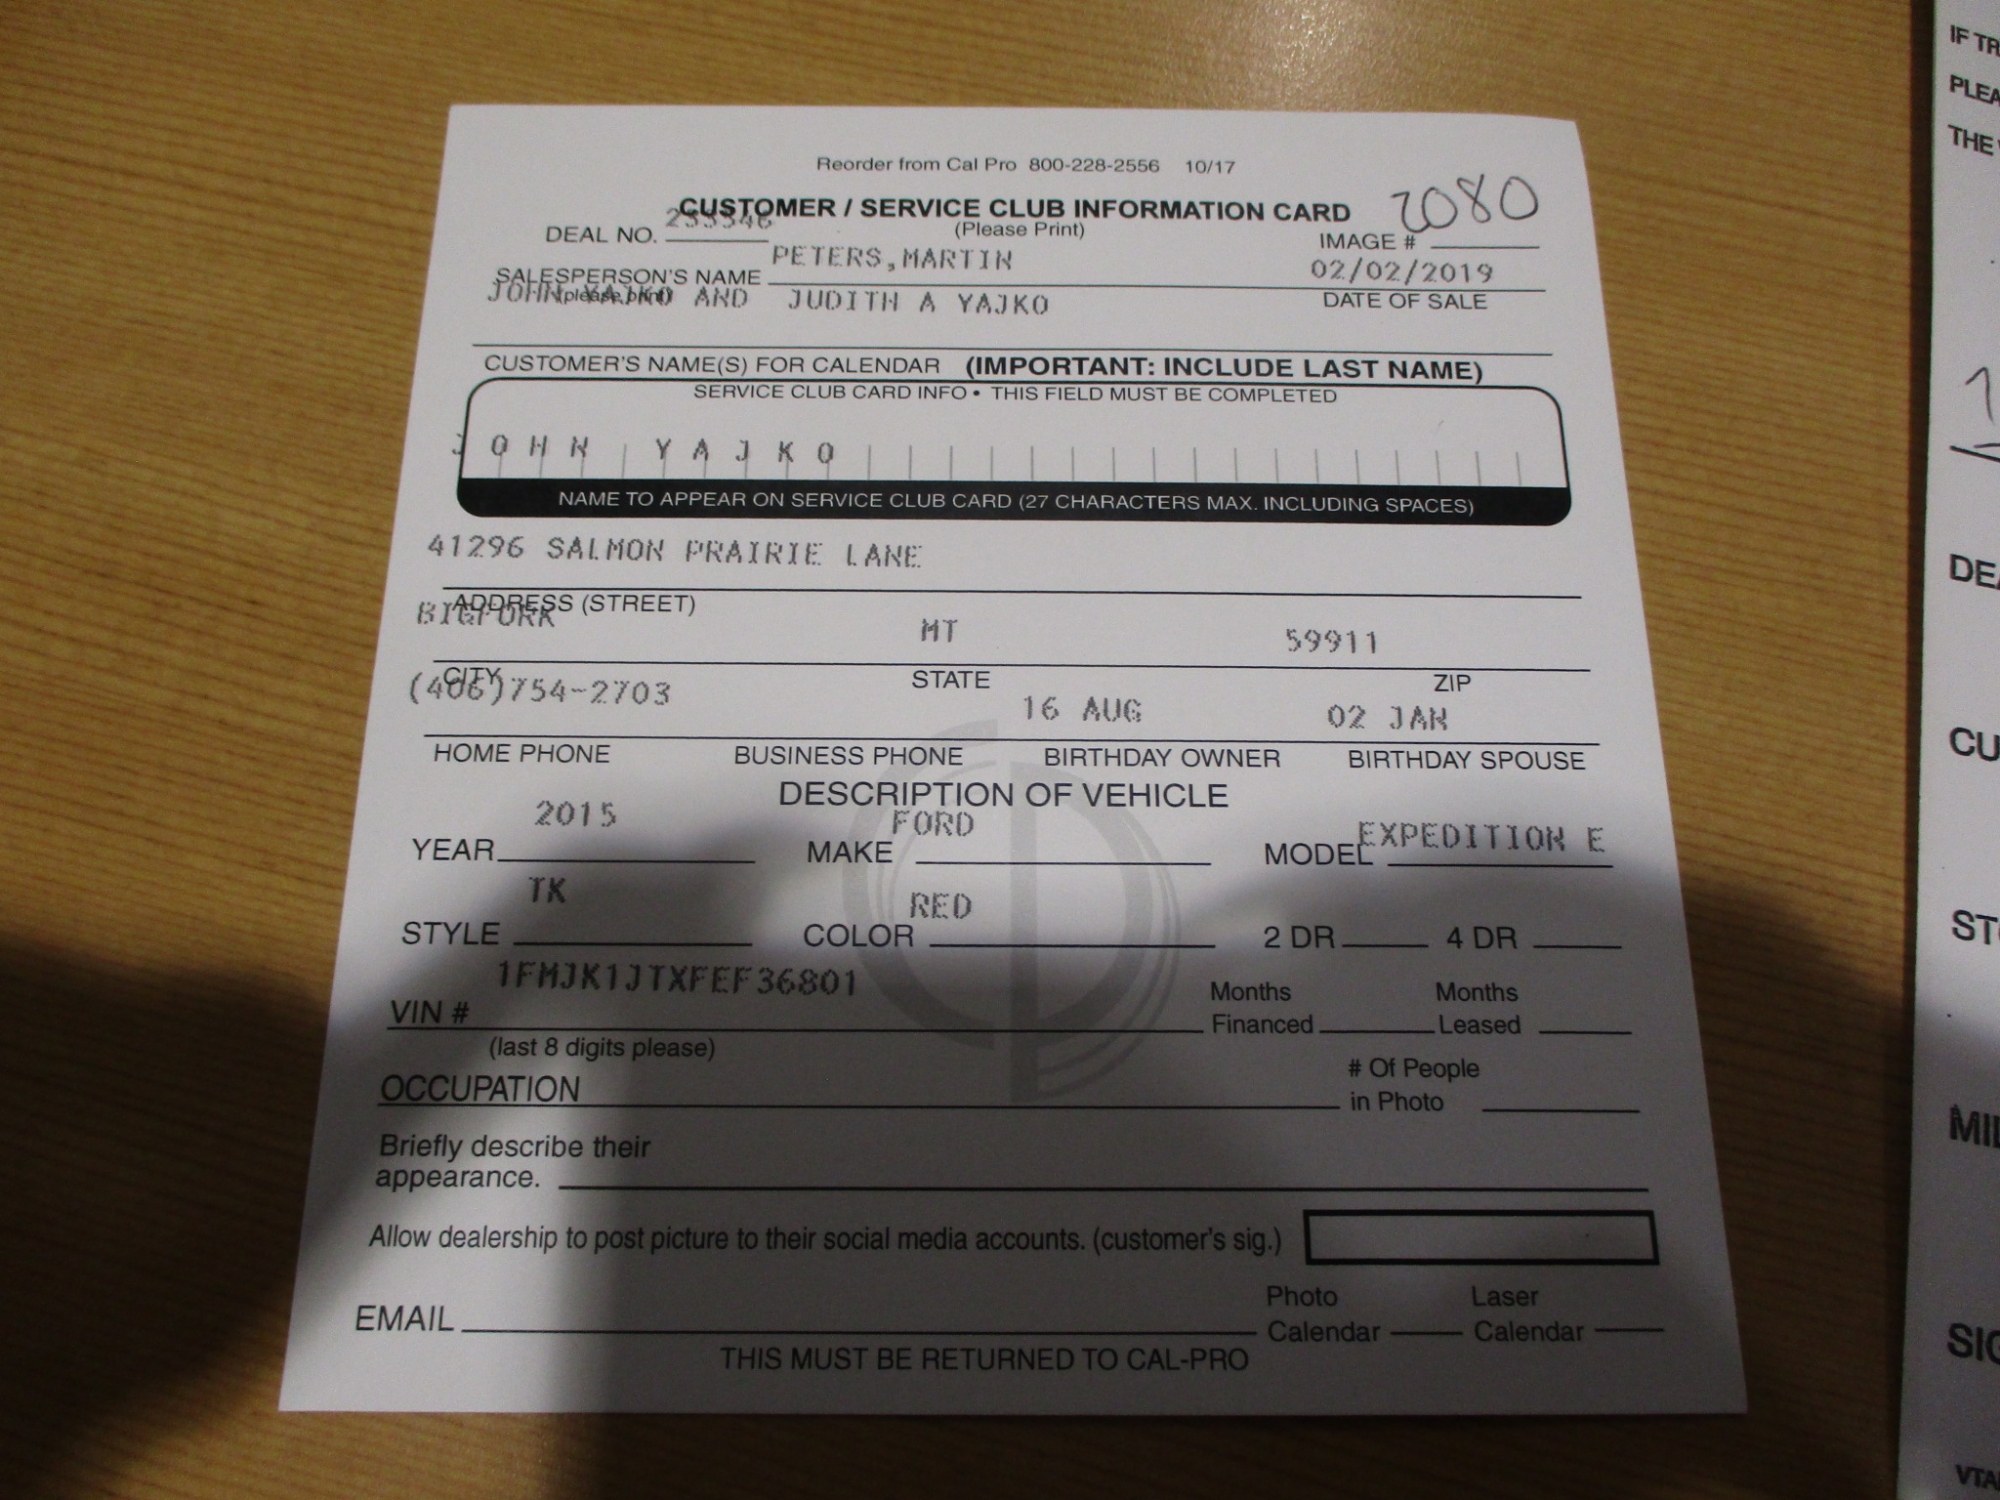 Reorder from Cal Pro 800-228-2556 10/17
CUSTOMER / SERVICE CLUB INFORMATION CARD 2080
(Please Print)
DEAL NO. IMAGE #
PETERS,MARTIN 02/02/2019
SALESPERSON'S NAME
(please print) DATE OF SALE
JOHN YAJKO AND JUDITH A YAJKO
CUSTOMER'S NAME(S) FOR CALENDAR (IMPORTANT: INCLUDE LAST NAME)
SERVICE CLUB CARD INFO • THIS FIELD MUST BE COMPLETED
JOHN YAJKO
NAME TO APPEAR ON SERVICE CLUB CARD (27 CHARACTERS MAX. INCLUDING SPACES)
41296 SALMON PRAIRIE LANE
ADDRESS (STREET)
BIGFORK MT 59911
CITY STATE ZIP
(406)754-2703 16 AUG 02 JAN
HOME PHONE BUSINESS PHONE BIRTHDAY OWNER BIRTHDAY SPOUSE
DESCRIPTION OF VEHICLE
YEAR 2015 MAKE FORD MODEL EXPEDITION E
STYLE TK COLOR RED 2 DR 4 DR
VIN # 1FMJK1JTXFEF36801 Months Financed Months Leased
(last 8 digits please)
OCCUPATION # Of People in Photo
Briefly describe their
appearance.
Allow dealership to post picture to their social media accounts. (customer's sig.)
EMAIL Photo Calendar Laser Calendar
THIS MUST BE RETURNED TO CAL-PRO
IF
THE